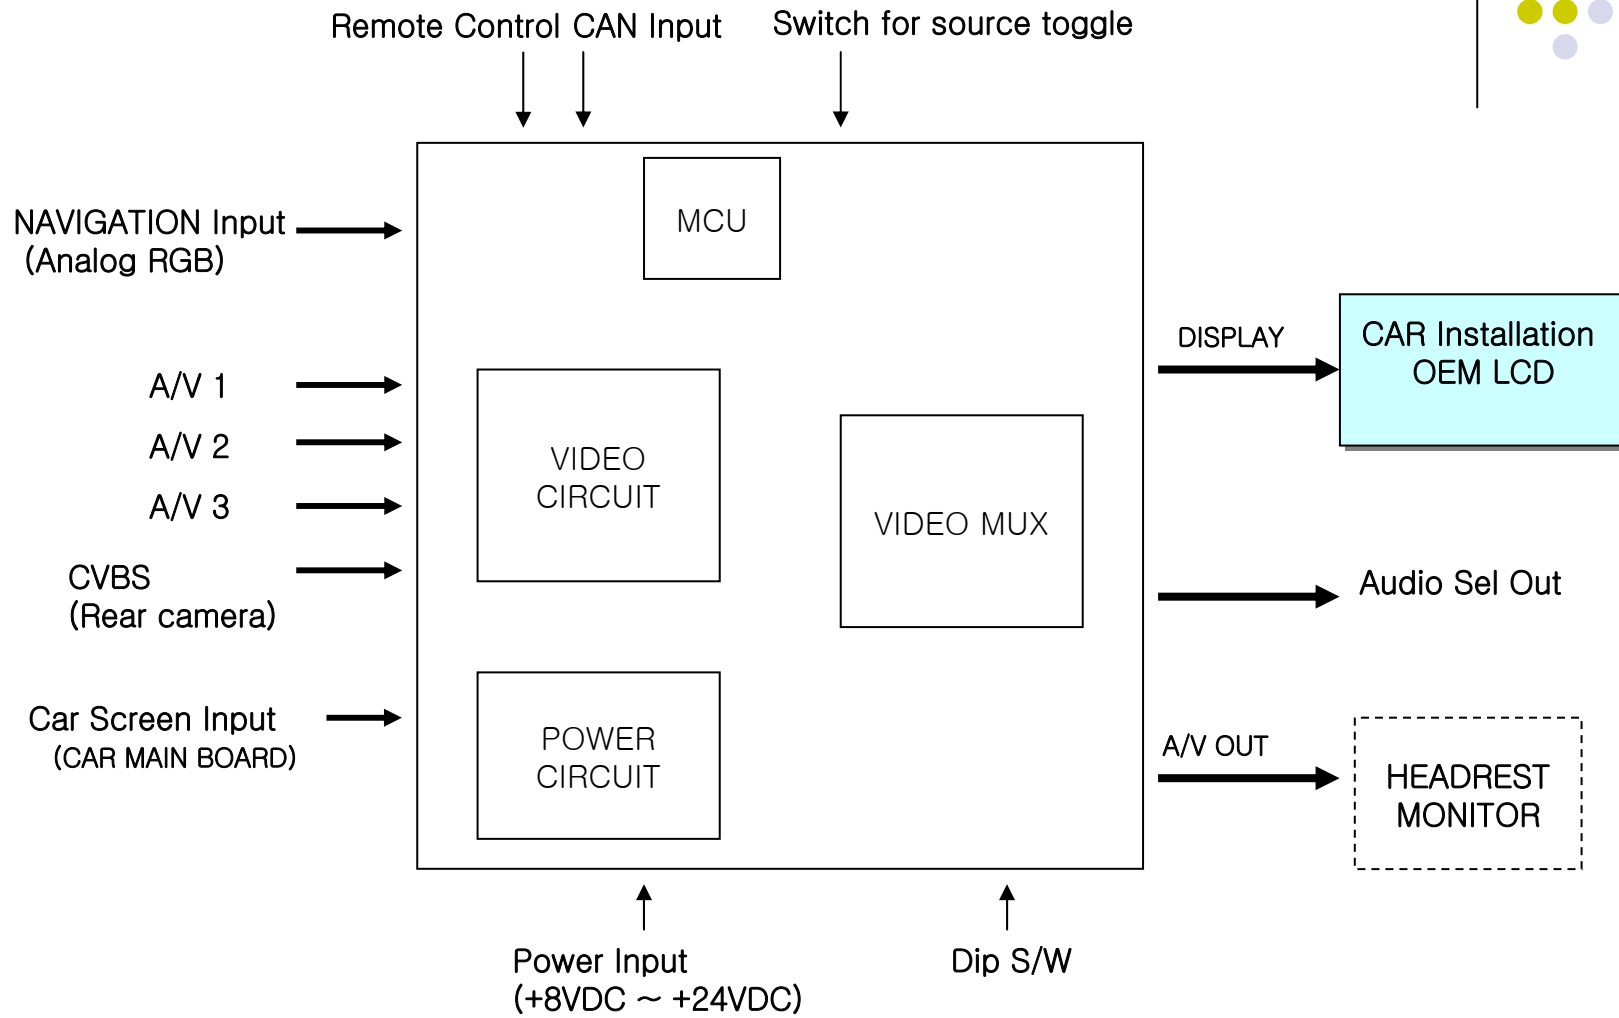 Remote Control CAN Input
Switch for source toggle
NAVIGATION Input
(Analog RGB)
MCU
DISPLAY
CAR Installation
OEM LCD
A/V 1
A/V 2
A/V 3
VIDEO
CIRCUIT
VIDEO MUX
CVBS
(Rear camera)
Audio Sel Out
Car Screen Input
(CAR MAIN BOARD)
POWER
CIRCUIT
A/V OUT
HEADREST
MONITOR
Power Input
(+8VDC ~ +24VDC)
Dip S/W